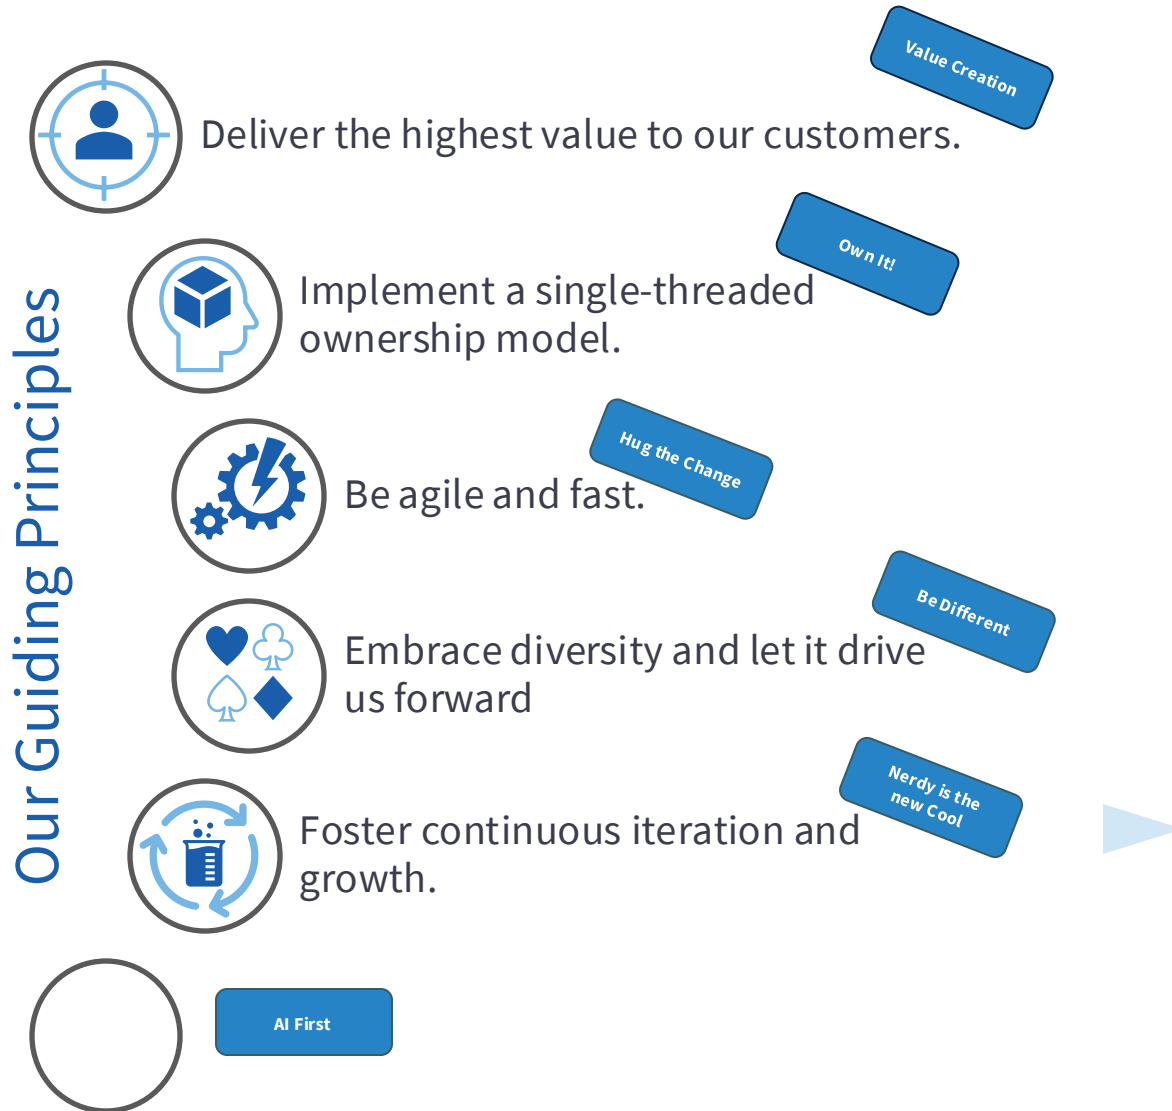 Our Guiding Principles
Value Creation
Deliver the highest value to our customers.
Own It!
Implement a single-threaded
ownership model.
Hug the Change
Be agile and fast.
Be Different
Embrace diversity and let it drive
us forward
Nerdy is the
new Cool
Foster continuous iteration and
growth.
AI First